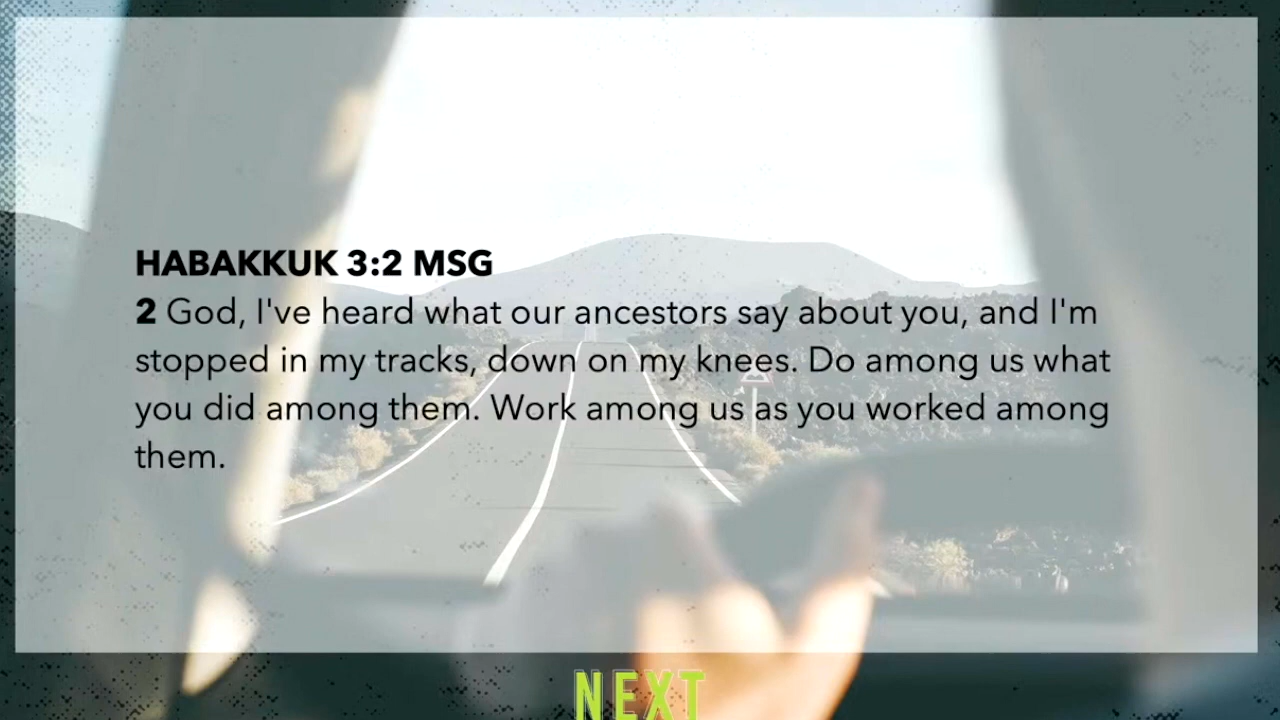 HABAKKUK 3:2 MSG
2 God, I've heard what our ancestors say about you, and I'm
stopped in my tracks, down on my knees. Do among us what
you did among them. Work among us as you worked among
them.
NEXT